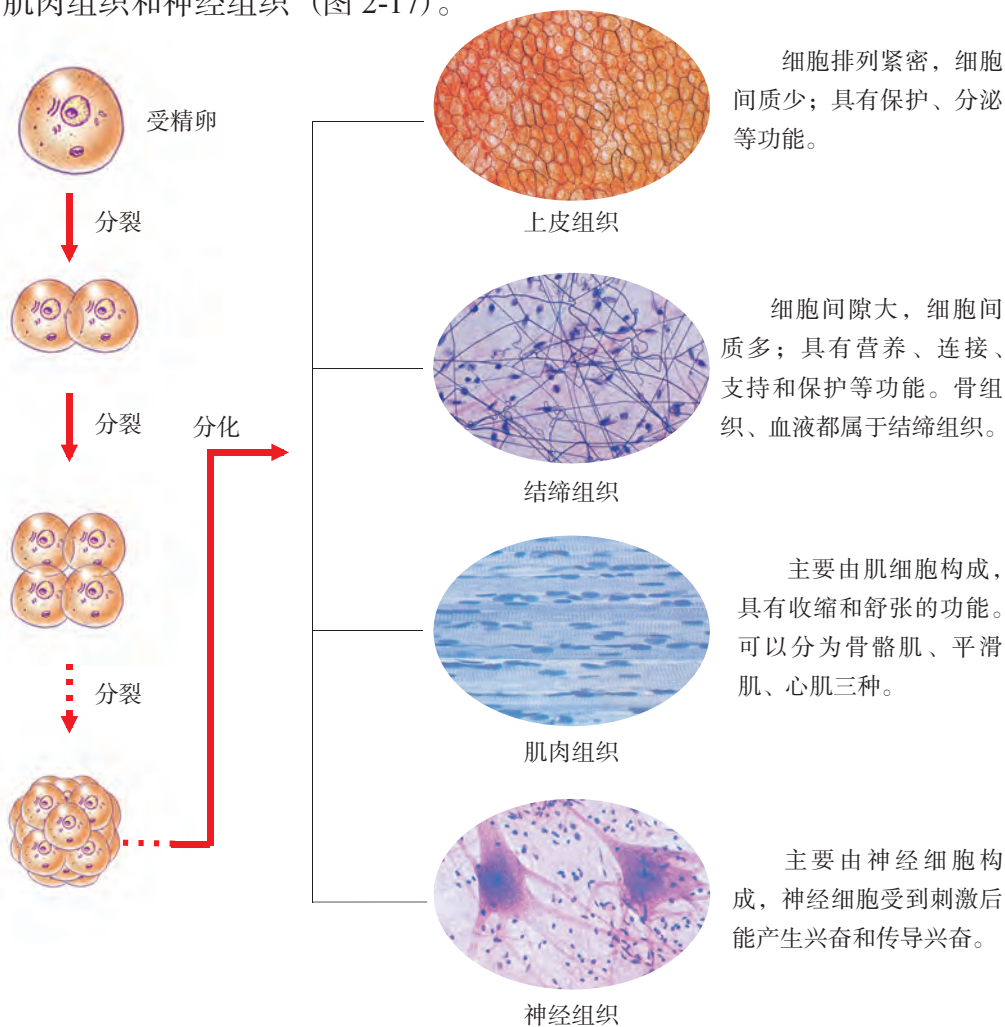 肌肉组织和神经组织（图 2-17）。
受精卵
分裂
分裂
分裂
分化
上皮组织
细胞排列紧密，细胞
间质少；具有保护、分泌
等功能。
结缔组织
细胞间隙大，细胞间
质多；具有营养、连接、
支持和保护等功能。骨组
织、血液都属于结缔组织。
肌肉组织
主要由肌细胞构成，
具有收缩和舒张的功能。
可以分为骨骼肌、平滑
肌、心肌三种。
神经组织
主要由神经细胞构
成，神经细胞受到刺激后
能产生兴奋和传导兴奋。